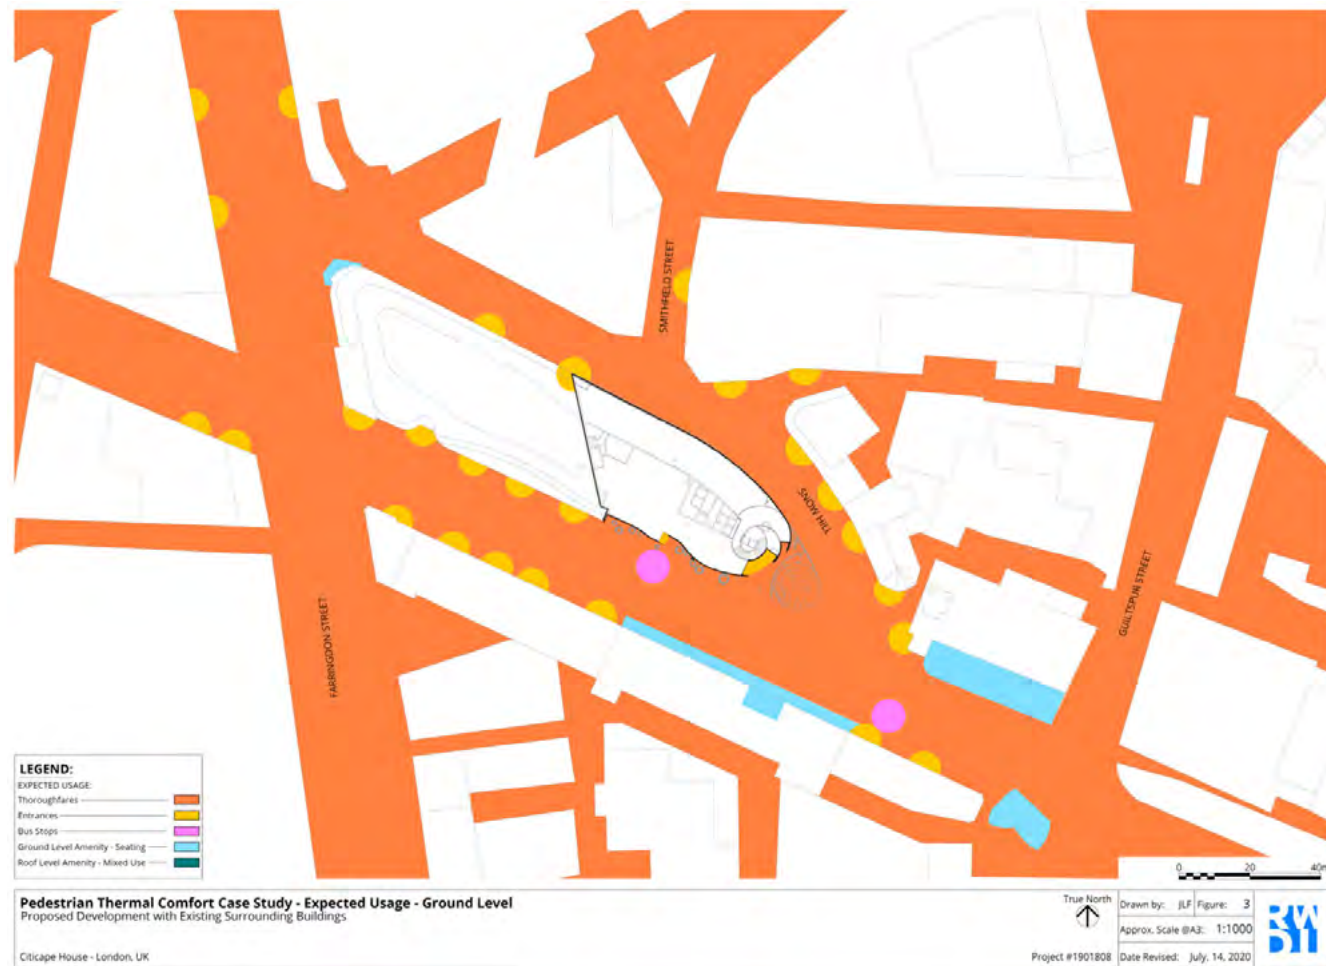 SMITHFIELD STREET
SNOW HILL
GUILTSPUR STREET
FARRINGDON STREET
LEGEND:
EXPECTED USAGE:
Thoroughfares
Entrances
Bus Stops
Ground Level Amenity - Seating
Roof Level Amenity - Mixed Use
0 20 40m
Pedestrian Thermal Comfort Case Study - Expected Usage - Ground Level
Proposed Development with Existing Surrounding Buildings
Citicape House - London, UK
True North
Project #1901808
Drawn by: JLF Figure: 3
Approx. Scale @A3: 1:1000
Date Revised: July, 14, 2020
RWDI